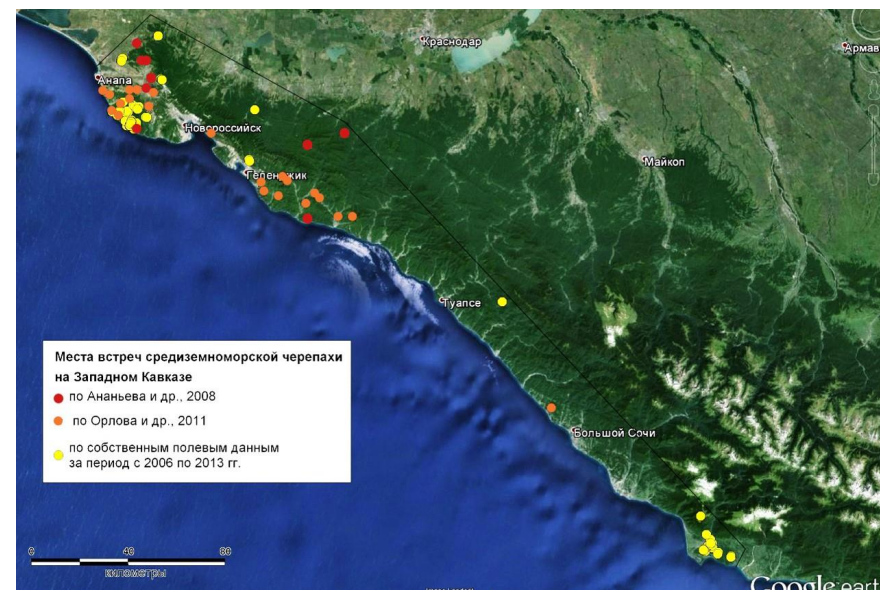 Краснодар
Армав
Анапа
Новороссийск
Майкоп
Геленджик
Туапсе
Места встреч средиземноморской черепахи
на Западном Кавказе
по Ананьева и др., 2008
по Орлова и др., 2011
по собственным полевым данным
за период с 2006 по 2013 гг.
Большой Сочи
0 40 80
километры
Google eart